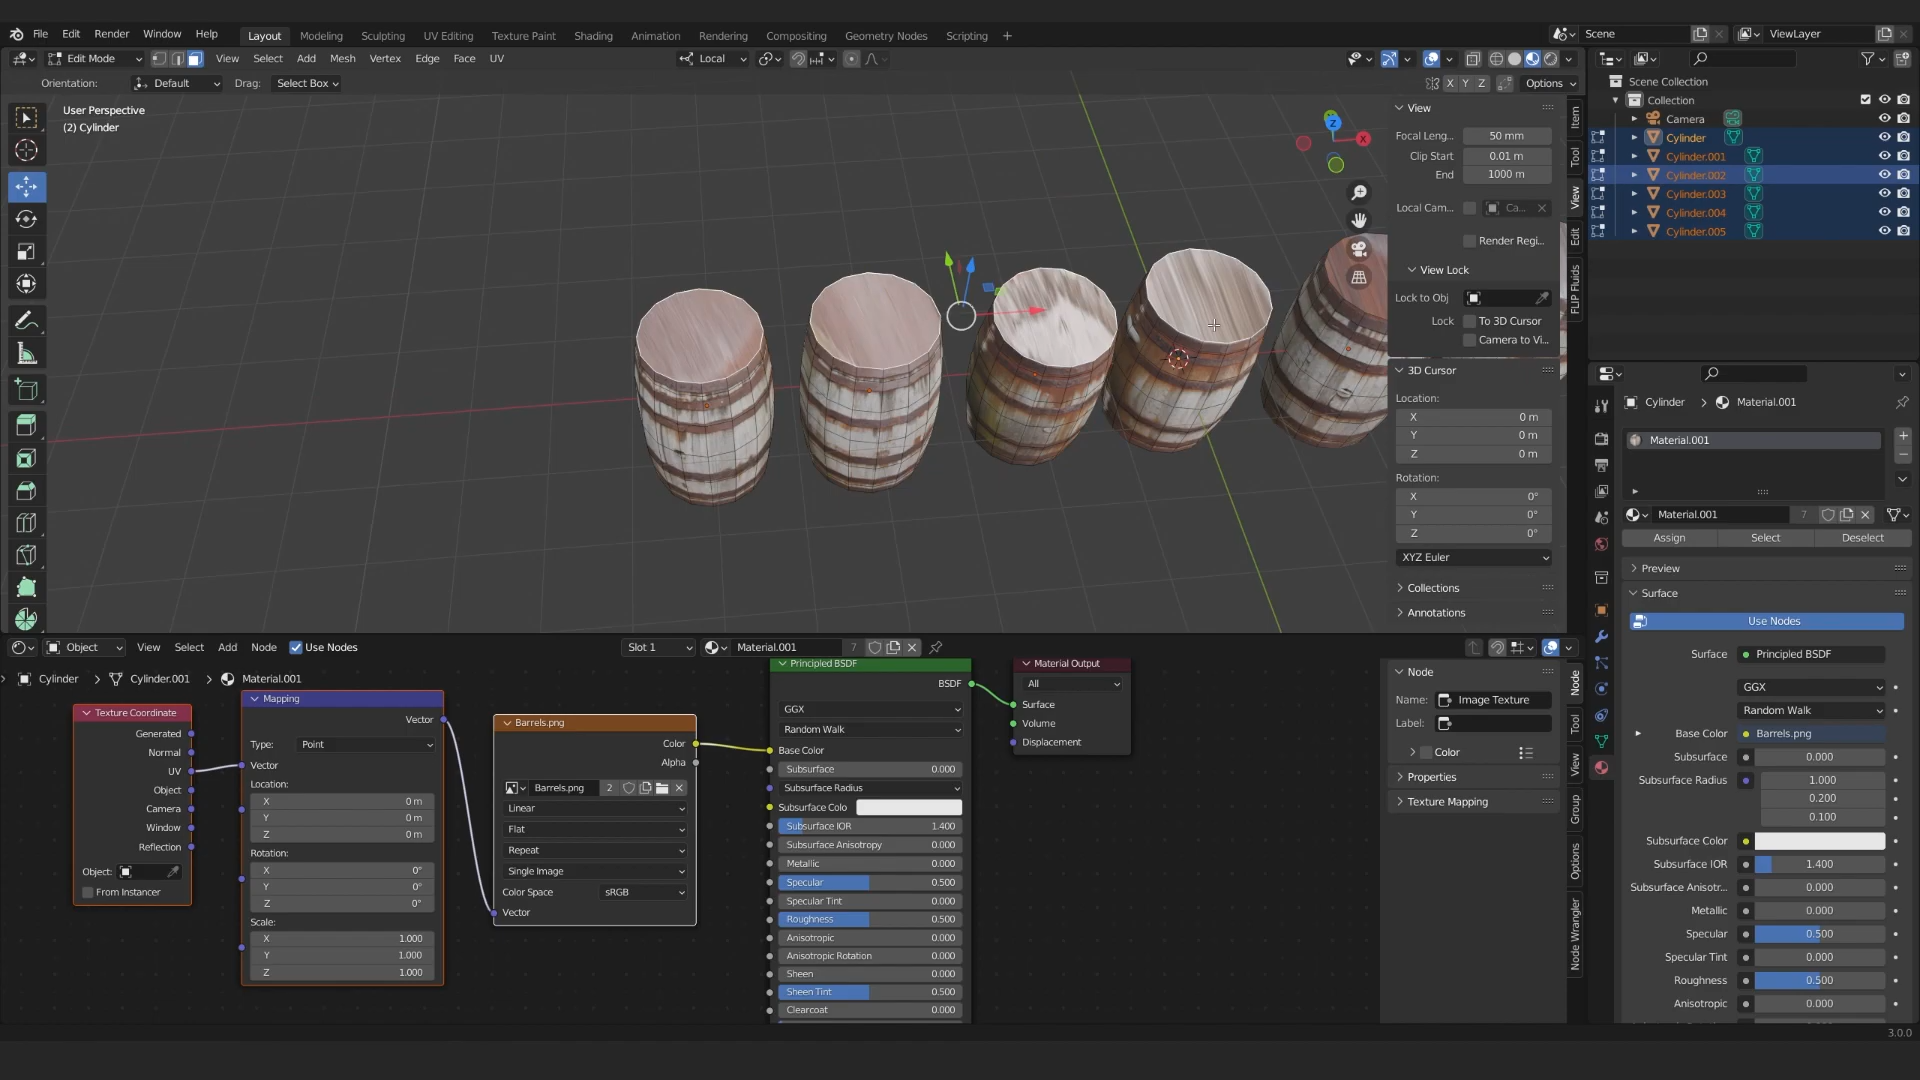 File Edit Render Window Help Layout Modeling Sculpting UV Editing Texture Paint Shading Animation Rendering Compositing Geometry Nodes Scripting + Scene ViewLayer
Edit Mode View Select Add Mesh Vertex Edge Face UV Local
Orientation: Default Drag: Select Box X Y Z Options
User Perspective
(2) Cylinder
Z
X
View
Focal Leng... 50 mm
Clip Start 0.01 m
End 1000 m
Local Cam... Ca...
Render Regi...
View Lock
Lock to Obj
Lock To 3D Cursor
Camera to Vi...
3D Cursor
Location:
X 0 m
Y 0 m
Z 0 m
Rotation:
X 0°
Y 0°
Z 0°
XYZ Euler
Collections
Annotations
Item
Tool
View
Edit
FLIP Fluids
Scene Collection
Collection
Camera
Cylinder
Cylinder.001
Cylinder.002
Cylinder.003
Cylinder.004
Cylinder.005
Cylinder > Material.001
Material.001
Material.001 7
Assign Select Deselect
Preview
Surface
Use Nodes
Surface Principled BSDF
GGX
Random Walk
Base Color Barrels.png
Subsurface 0.000
Subsurface Radius 1.000
0.200
0.100
Subsurface Color
Subsurface IOR 1.400
Subsurface Anisotr... 0.000
Metallic 0.000
Specular 0.500
Specular Tint 0.000
Roughness 0.500
Anisotropic 0.000
Object View Select Add Node Use Nodes Slot 1 Material.001 7
Cylinder > Cylinder.001 > Material.001
Texture Coordinate
Generated
Normal
UV
Object
Camera
Window
Reflection
Object:
From Instancer
Mapping
Vector
Type: Point
Vector
Location:
X 0 m
Y 0 m
Z 0 m
Rotation:
X 0°
Y 0°
Z 0°
Scale:
X 1.000
Y 1.000
Z 1.000
Barrels.png
Color
Alpha
Barrels.png 2
Linear
Flat
Repeat
Single Image
Color Space sRGB
Vector
Principled BSDF
BSDF
GGX
Random Walk
Base Color
Subsurface 0.000
Subsurface Radius
Subsurface Colo
Subsurface IOR 1.400
Subsurface Anisotropy 0.000
Metallic 0.000
Specular 0.500
Specular Tint 0.000
Roughness 0.500
Anisotropic 0.000
Anisotropic Rotation 0.000
Sheen 0.000
Sheen Tint 0.500
Clearcoat 0.000
Material Output
All
Surface
Volume
Displacement
Node
Name: Image Texture
Label:
Color
Properties
Texture Mapping
Node
Tool
View
Group
Options
Node Wrangler
3.0.0